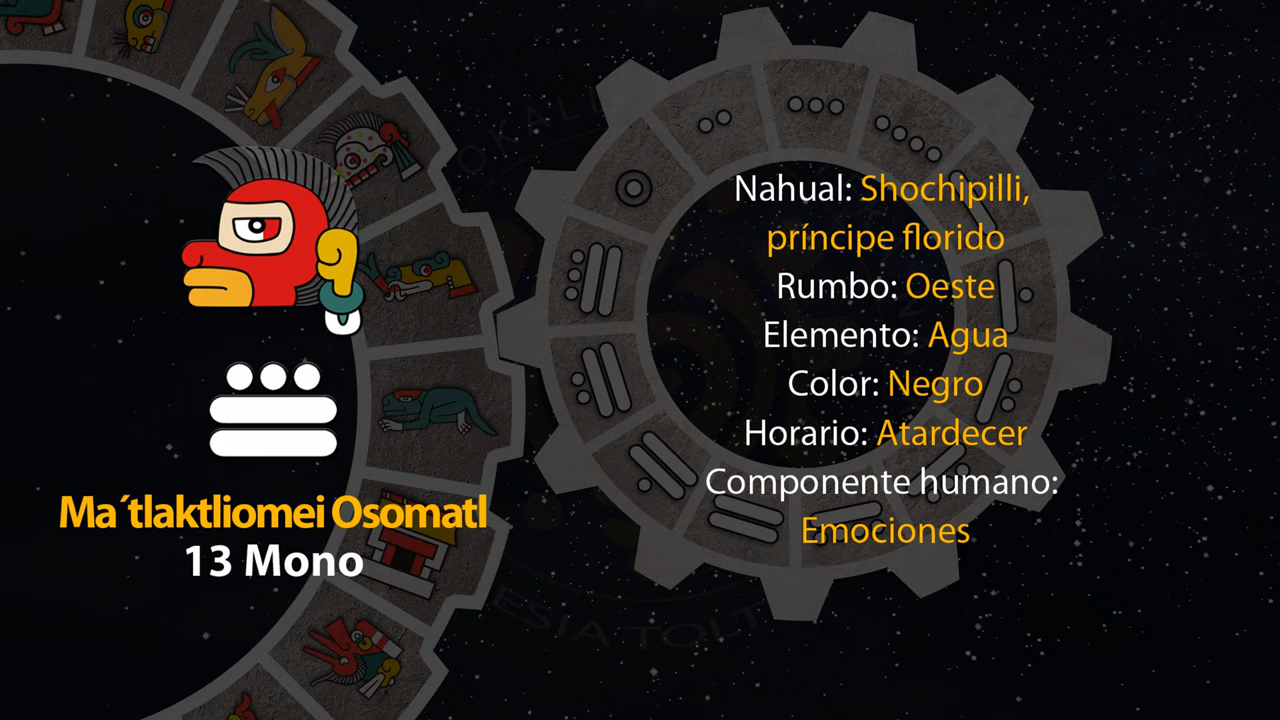 Ma´tlaktliomei Osomatl
13 Mono
Nahual: Shochipilli,
príncipe florido
Rumbo: Oeste
Elemento: Agua
Color: Negro
Horario: Atardecer
Componente humano:
Emociones